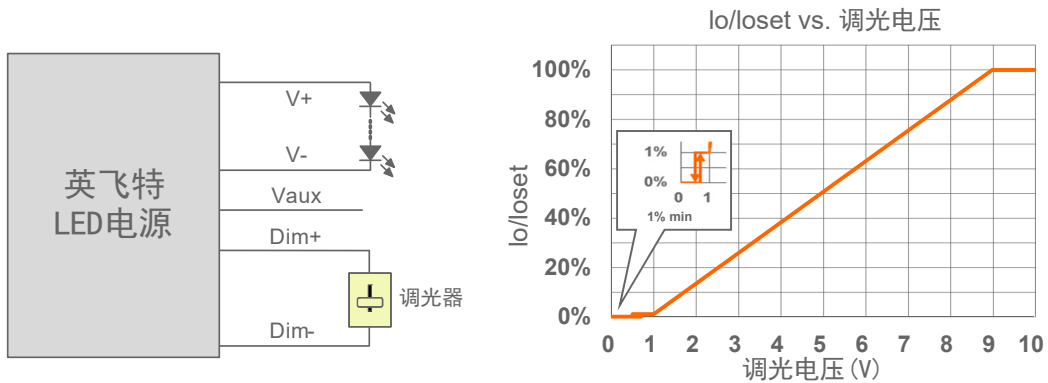 英飞特
LED电源
V+
V-
Vaux
Dim+
Dim-
调光器
Io/Ioset vs. 调光电压
Io/Ioset
100%
80%
60%
40%
20%
0%
1%
0%
0 1
1% min
0 1 2 3 4 5 6 7 8 9 10
调光电压(V)